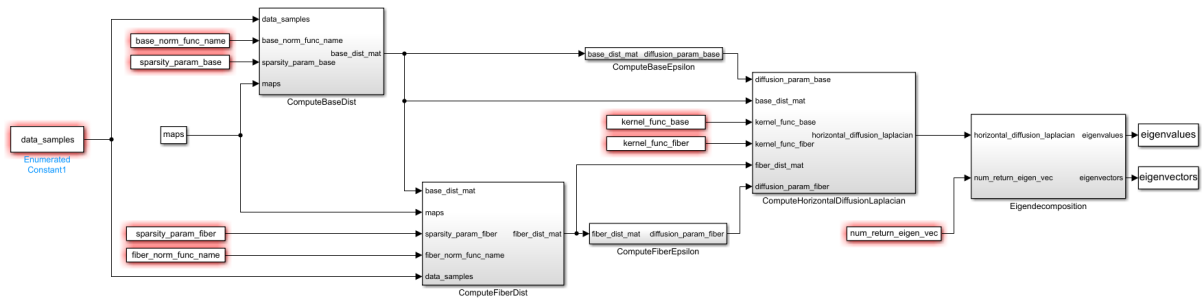 data_samples
Enumerated
Constant1
base_norm_func_name
sparsity_param_base
maps
data_samples
base_norm_func_name
sparsity_param_base
maps
base_dist_mat
ComputeBaseDist
sparsity_param_fiber
fiber_norm_func_name
base_dist_mat
maps
sparsity_param_fiber
fiber_norm_func_name
data_samples
fiber_dist_mat
ComputeFiberDist
base_dist_mat diffusion_param_base
ComputeBaseEpsilon
kernel_func_base
kernel_func_fiber
fiber_dist_mat diffusion_param_fiber
ComputeFiberEpsilon
diffusion_param_base
base_dist_mat
kernel_func_base
kernel_func_fiber
fiber_dist_mat
diffusion_param_fiber
horizontal_diffusion_laplacian
ComputeHorizontalDiffusionLaplacian
num_return_eigen_vec
horizontal_diffusion_laplacian eigenvalues
num_return_eigen_vec eigenvectors
Eigendecomposition
eigenvalues
eigenvectors